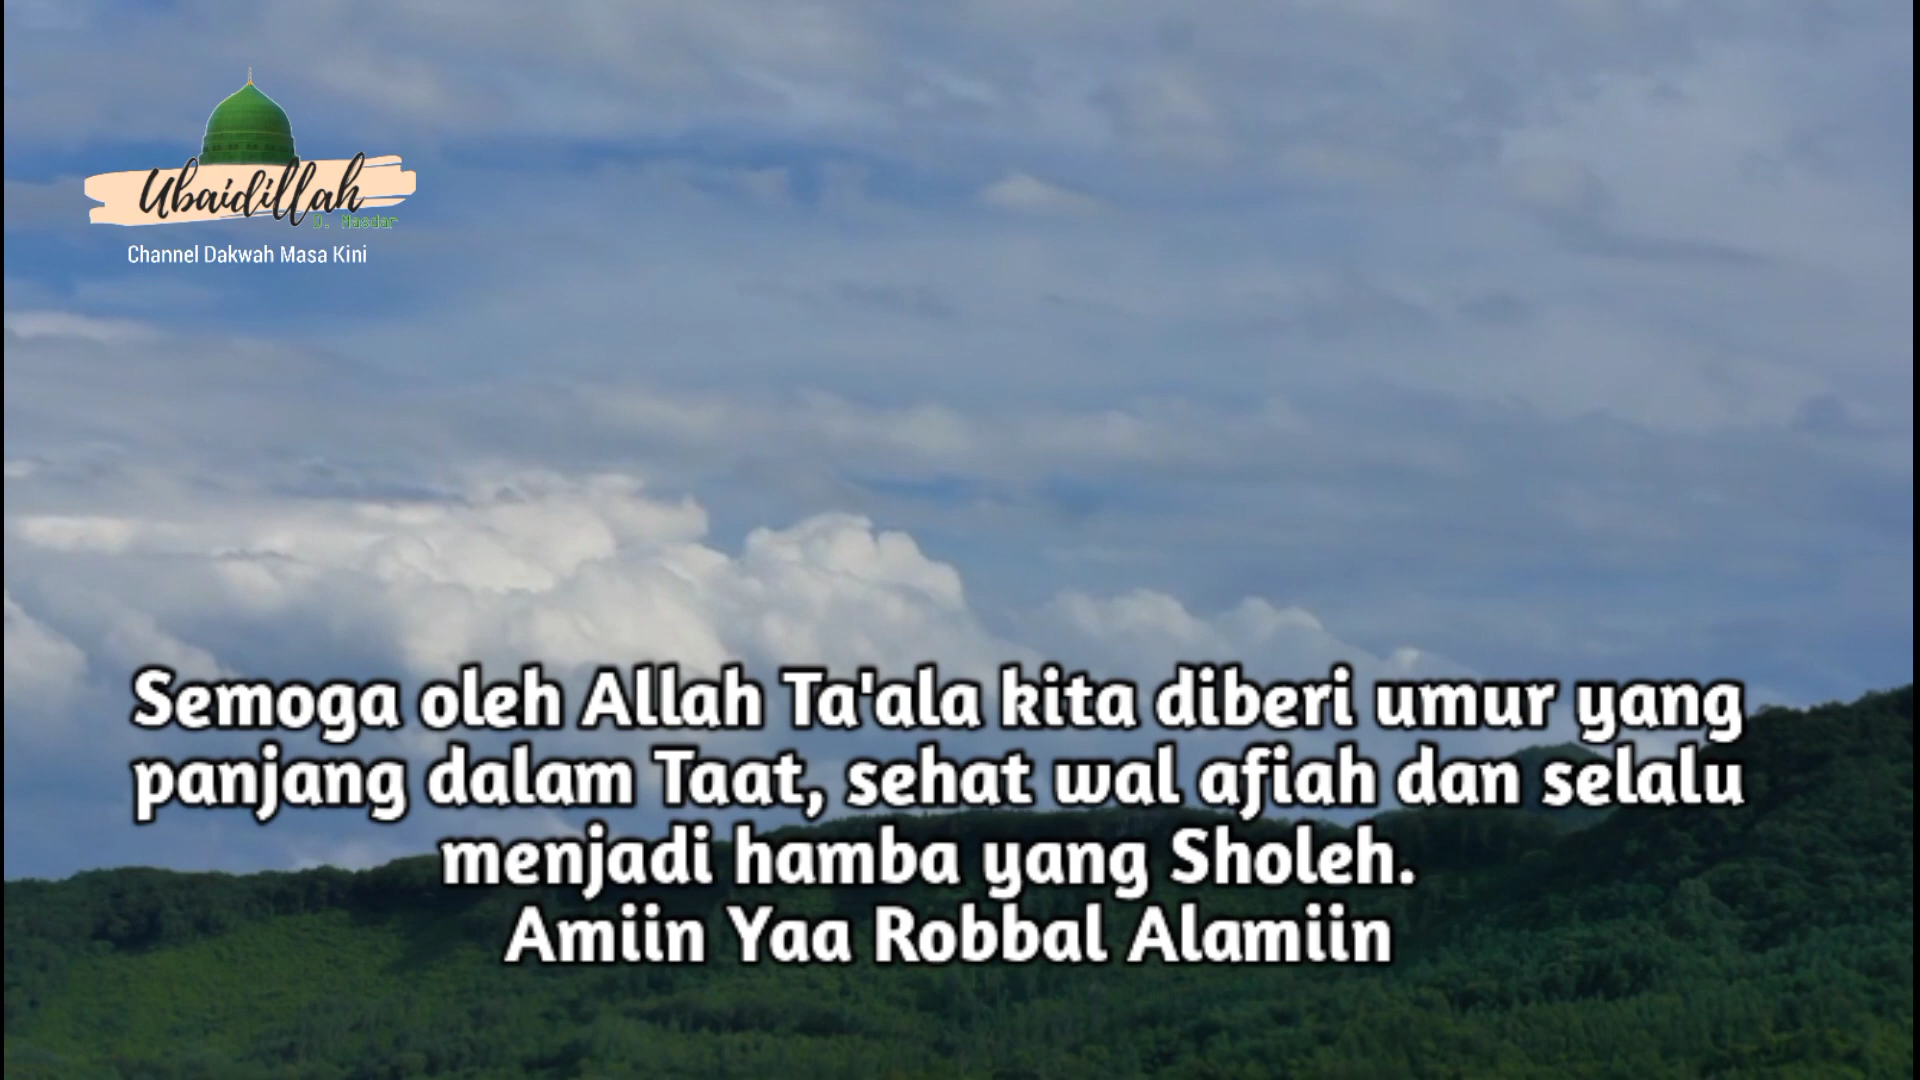 Ubaidillah
D. Masdar
Channel Dakwah Masa Kini
Semoga oleh Allah Ta'ala kita diberi umur yang
panjang dalam Taat, sehat wal afiah dan selalu
menjadi hamba yang Sholeh.
Amiin Yaa Robbal Alamiin